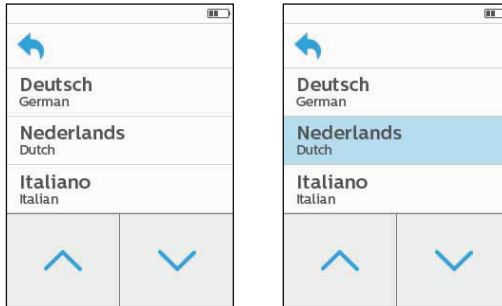 Deutsch
German
Nederlands
Dutch
Italiano
Italian
Deutsch
German
Nederlands
Dutch
Italiano
Italian